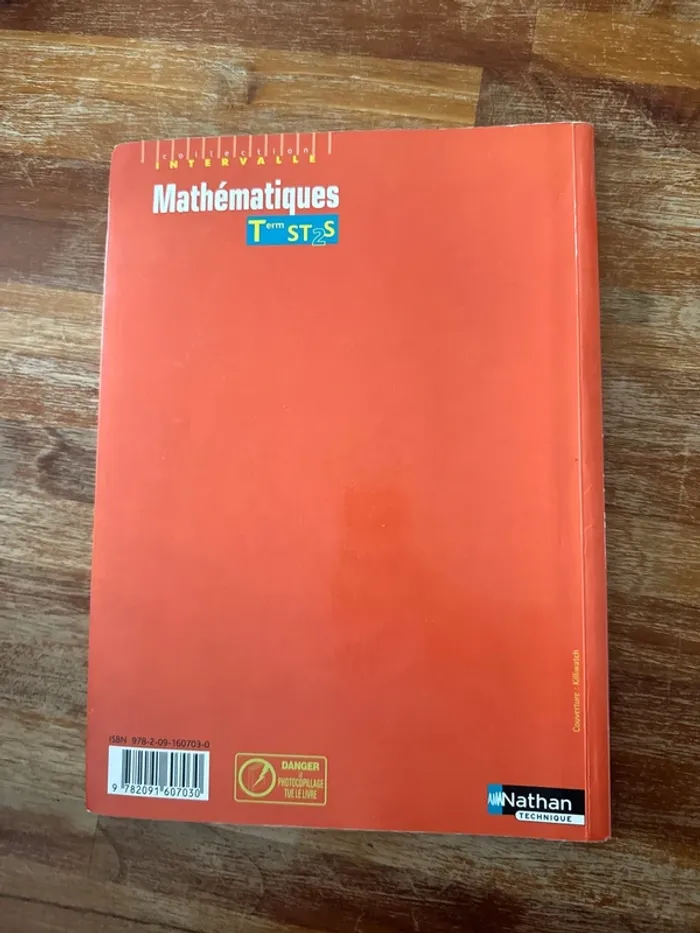 collection
INTERVALLE
Mathématiques
Term ST2S
Couverture : Killiwatch
ISBN 978-2-09-160703-0
9 782091 607030
DANGER
LE
PHOTOCOPILLAGE
TUE LE LIVRE
Nathan
TECHNIQUE